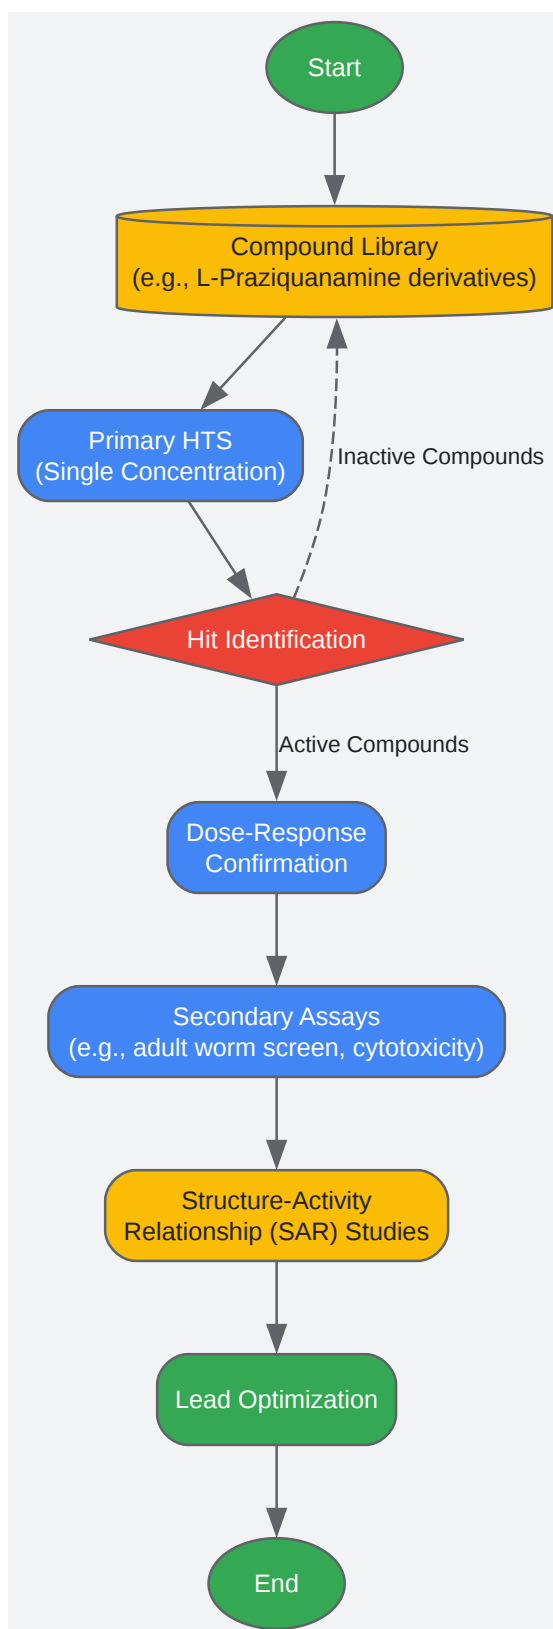 Start
Compound Library
(e.g., L-Praziquanamine derivatives)
Primary HTS
(Single Concentration)
Inactive Compounds
Hit Identification
Active Compounds
Dose-Response
Confirmation
Secondary Assays
(e.g., adult worm screen, cytotoxicity)
Structure-Activity
Relationship (SAR) Studies
Lead Optimization
End